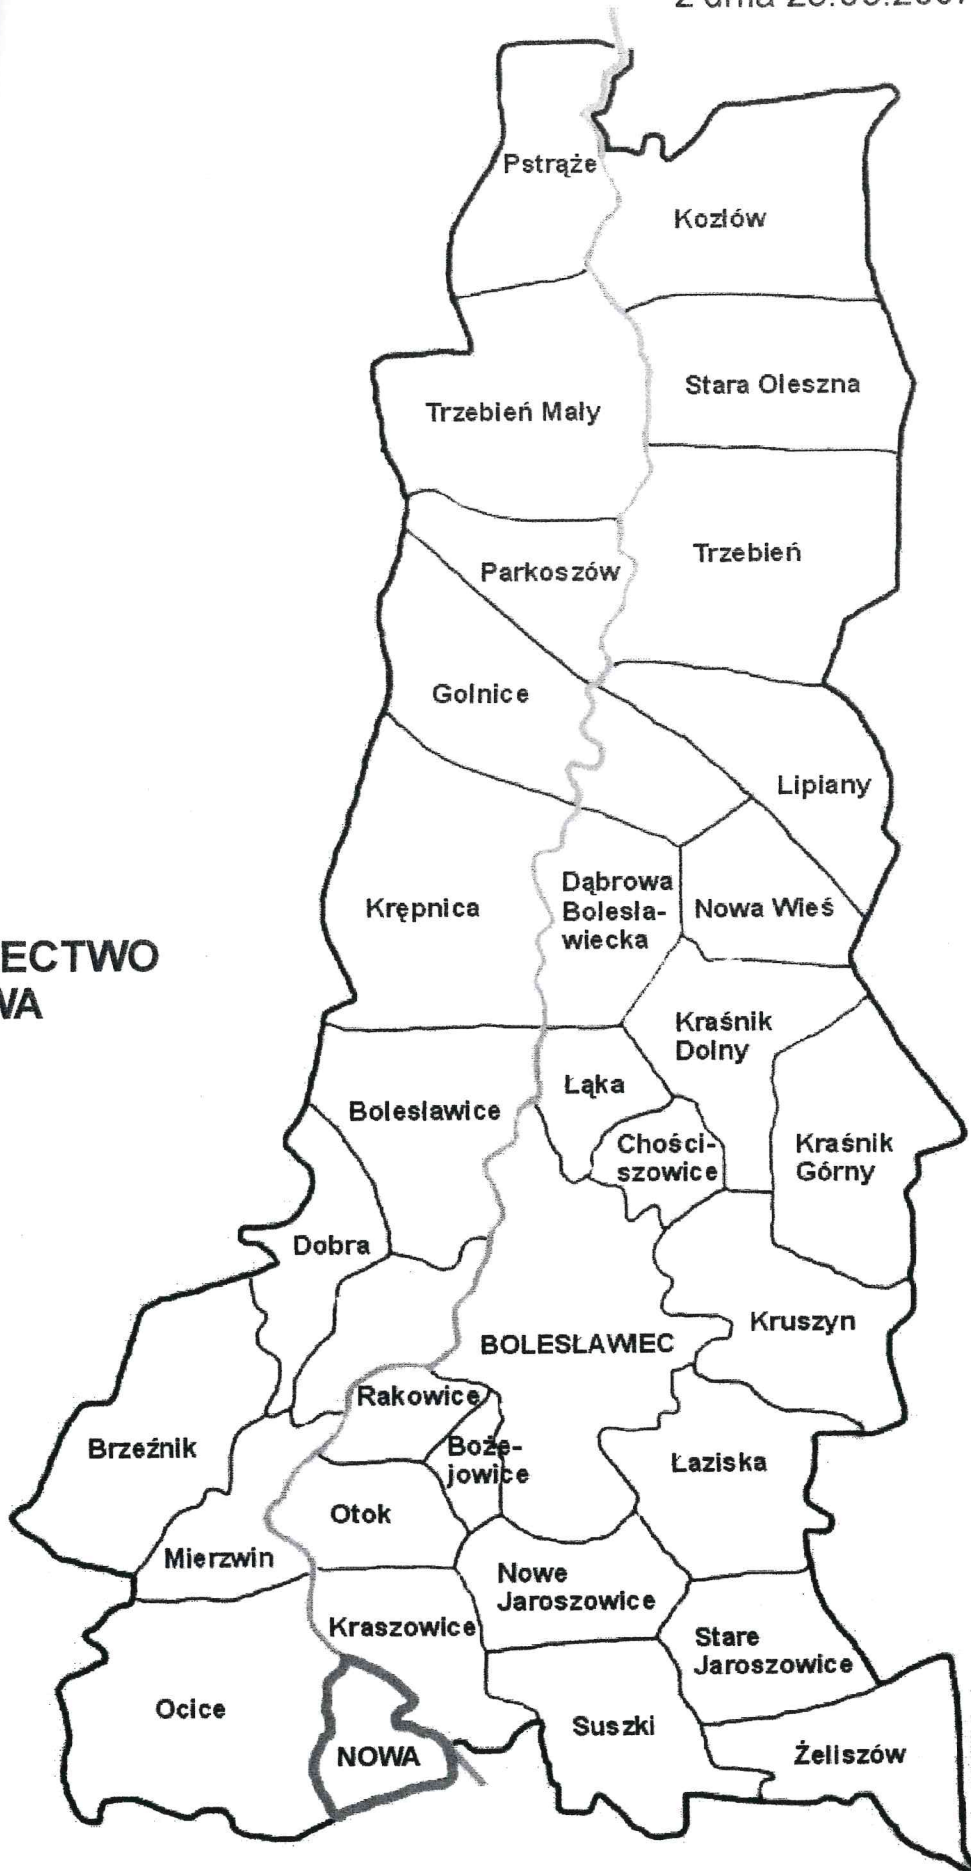 z dnia 
Pstrąże
Kozłów
Stara Oleszna
Trzebień Mały
Trzebień
Parkoszów
Golnice
Lipiany
Krępnica
Dąbrowa
Bolesła-
wiecka
Nowa Wieś
ECTWO
WA
Kraśnik
Dolny
Łąka
Bolesławice
Chości-
szowice
Kraśnik
Górny
Dobra
Kruszyn
BOLESŁAWIEC
Rakowice
Brzeźnik
Boże-
jowice
Łaziska
Otok
Mierzwin
Nowe
Jaroszowice
Kraszowice
Stare
Jaroszowice
Ocice
Suszki
NOWA
Żeliszów